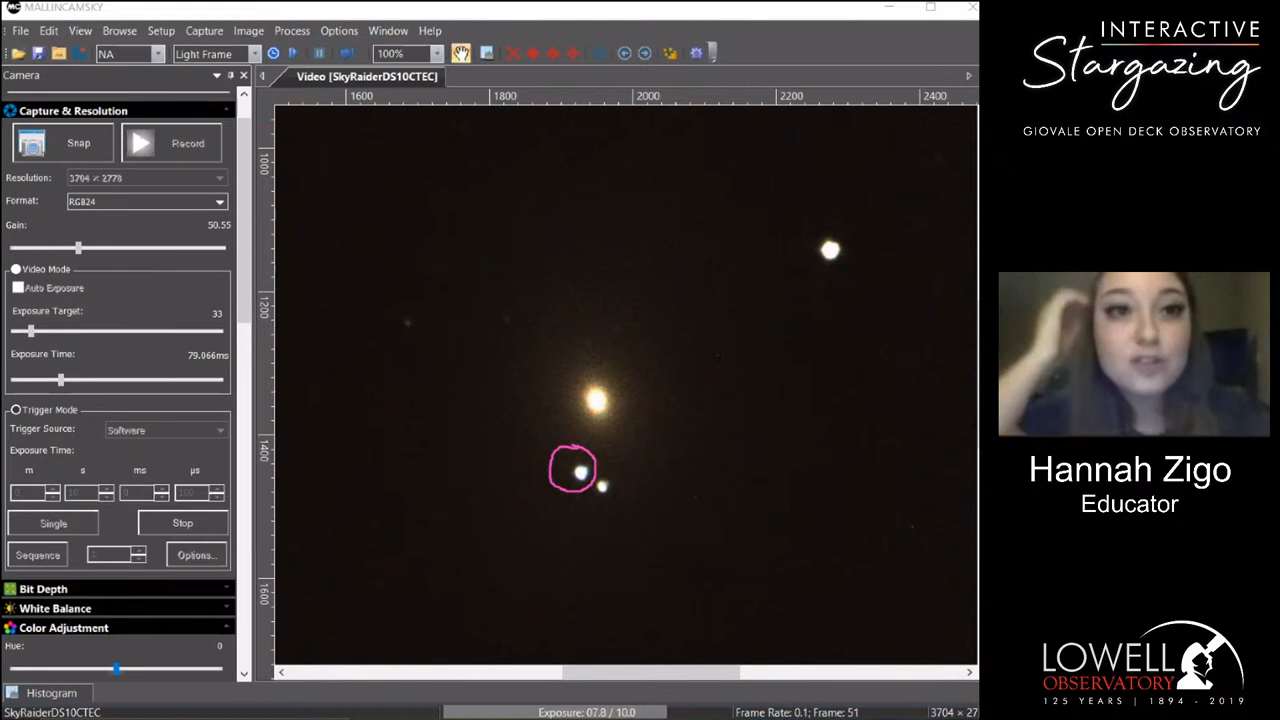 MALLINCAMSKY
File Edit View Browse Setup Capture Image Process Options Window Help
NA Light Frame 100%
Camera
Video [SkyRaiderDS10CTEC]
1600 1800 2000 2200 2400
1000
1200
1400
1600
Capture & Resolution
Snap Record
Resolution: 3704 × 2778
Format: RGB24
Gain: 50.55
Video Mode
Auto Exposure
Exposure Target: 33
Exposure Time: 79.066ms
Trigger Mode
Trigger Source: Software
Exposure Time:
m s ms µs
0 10 0 100
Single Stop
Sequence 1 Options...
Bit Depth
White Balance
Color Adjustment
Hue: 0
Histogram
SkyRaiderDS10CTEC Exposure: 07.8 / 10.0 Frame Rate: 0.1; Frame: 51 3704 × 27
INTERACTIVE
Stargazing
GIOVALE OPEN DECK OBSERVATORY
Hannah Zigo
Educator
LOWELL
OBSERVATORY
125 YEARS | 1894 - 2019